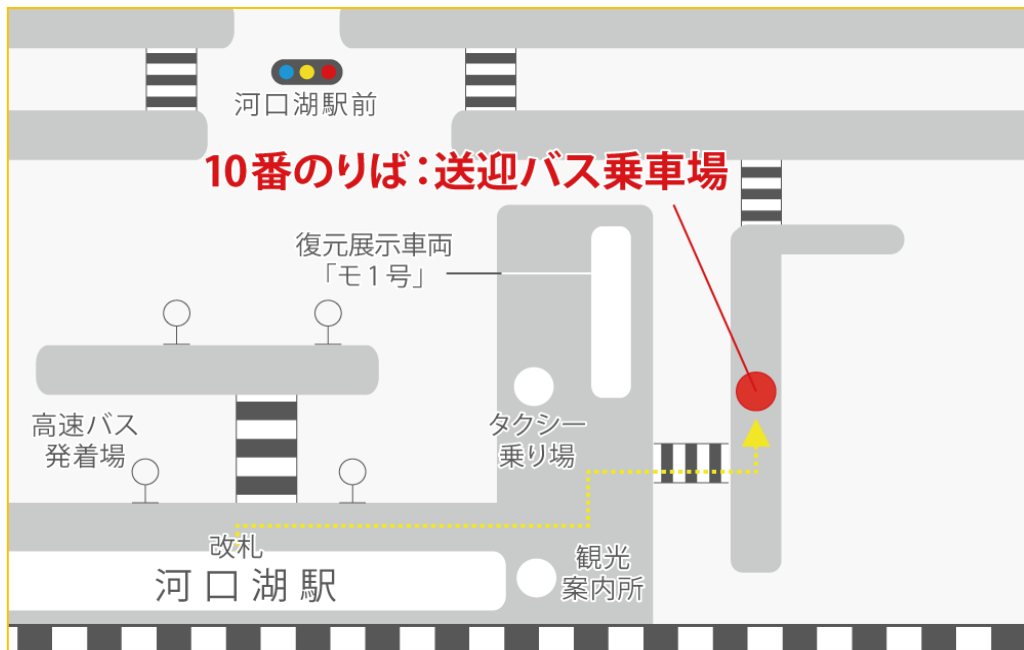 河口湖駅前
10番のりば：送迎バス乗車場
復元展示車両
「モ1号」
高速バス
発着場
タクシー
乗り場
改札
河口湖駅
観光
案内所